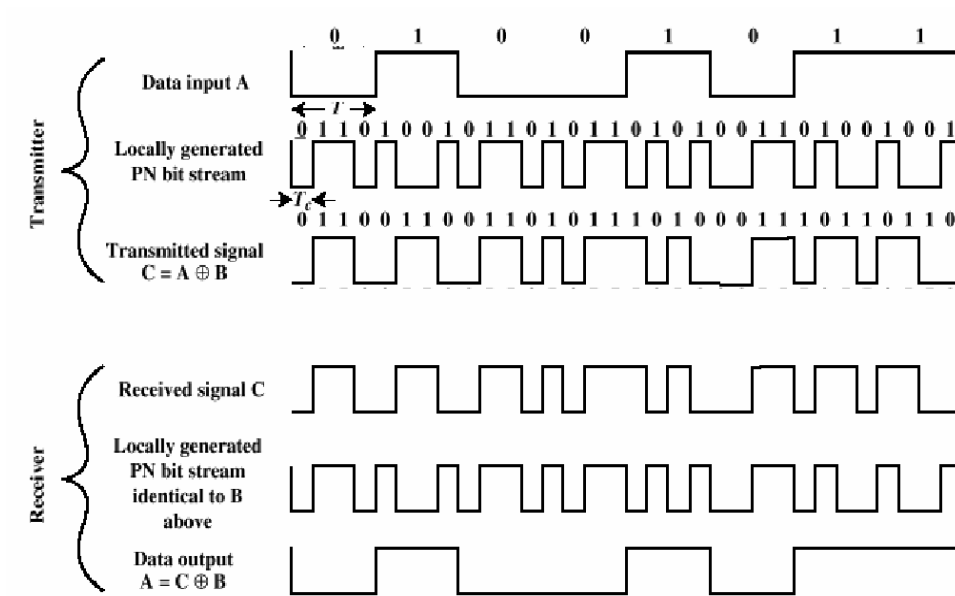 0 1 0 0 1 0 1 1
Data input A
T
0 1 1 0 1 0 0 1 0 1 1 0 1 0 1 1 0 1 0 1 0 0 1 1 0 1 0 0 1 0 0 1
Locally generated
PN bit stream
Tc
0 1 1 0 0 1 1 0 0 1 1 0 1 0 1 1 1 0 1 0 0 0 1 1 1 0 1 1 0 1 1 0
Transmitted signal
C = A ⊕ B
Transmitter
Received signal C
Locally generated
PN bit stream
identical to B
above
Data output
A = C ⊕ B
Receiver